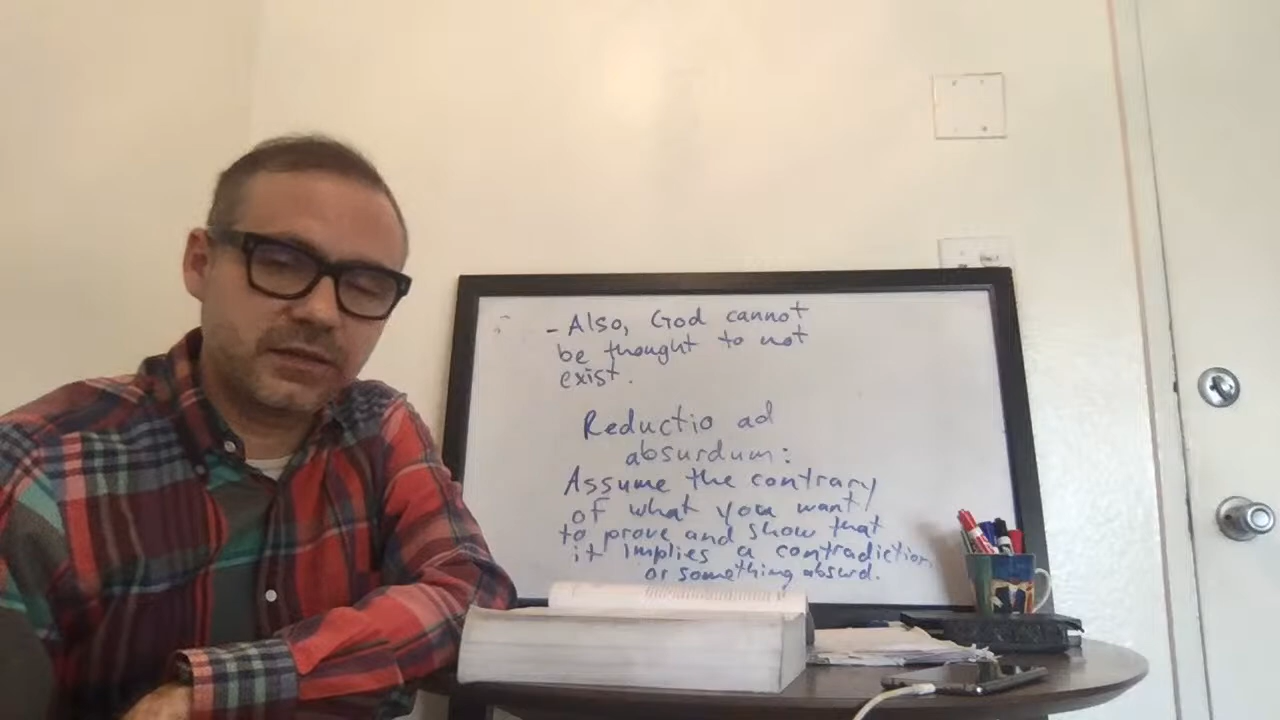 - Also, God cannot
be thought to not
exist.
Reductio ad
absurdum:
Assume the contrary
of what you want
to prove and show that
it implies a contradiction
or something absurd.